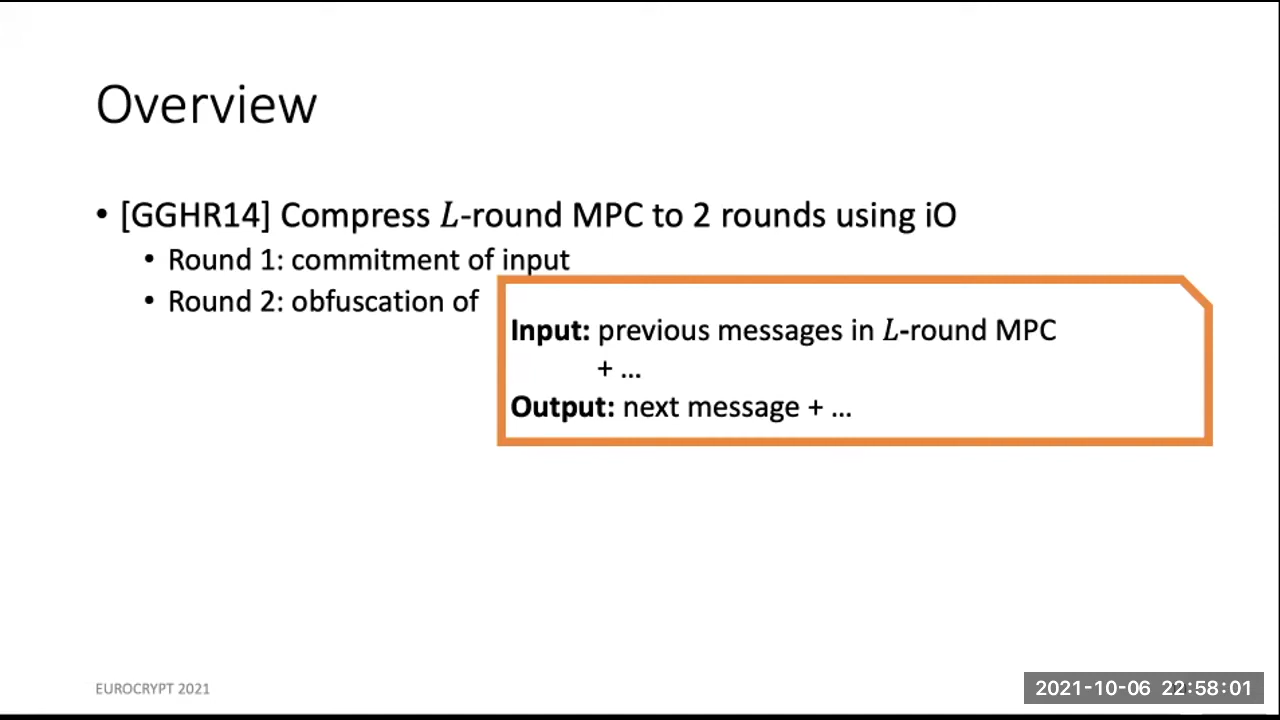 Overview
• [GGHR14] Compress L-round MPC to 2 rounds using iO
• Round 1: commitment of input
• Round 2: obfuscation of
Input: previous messages in L-round MPC
+ ...
Output: next message + ...
EUROCRYPT 2021
2021-10-06 22:58:01